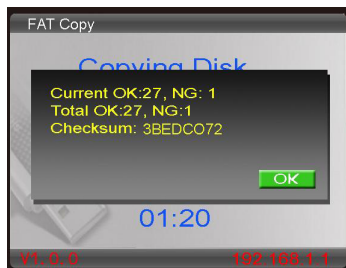 FAT Copy
Copying Disk
Current OK:27, NG: 1
Total OK:27, NG:1
Checksum: 3BEDCO72
OK
01:20
V1.0.0 192.168.1.1